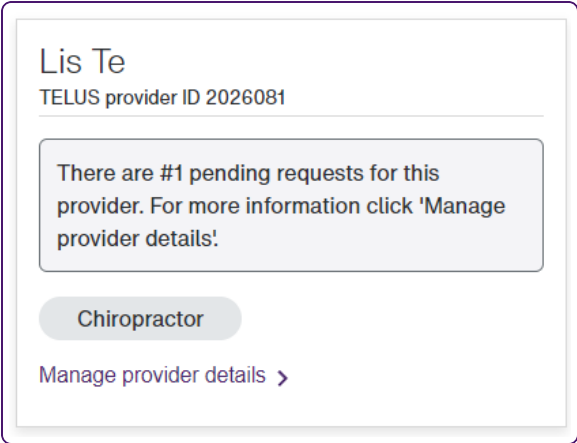 Lis Te
TELUS provider ID 2026081
There are #1 pending requests for this
provider. For more information click 'Manage
provider details'.
Chiropractor
Manage provider details